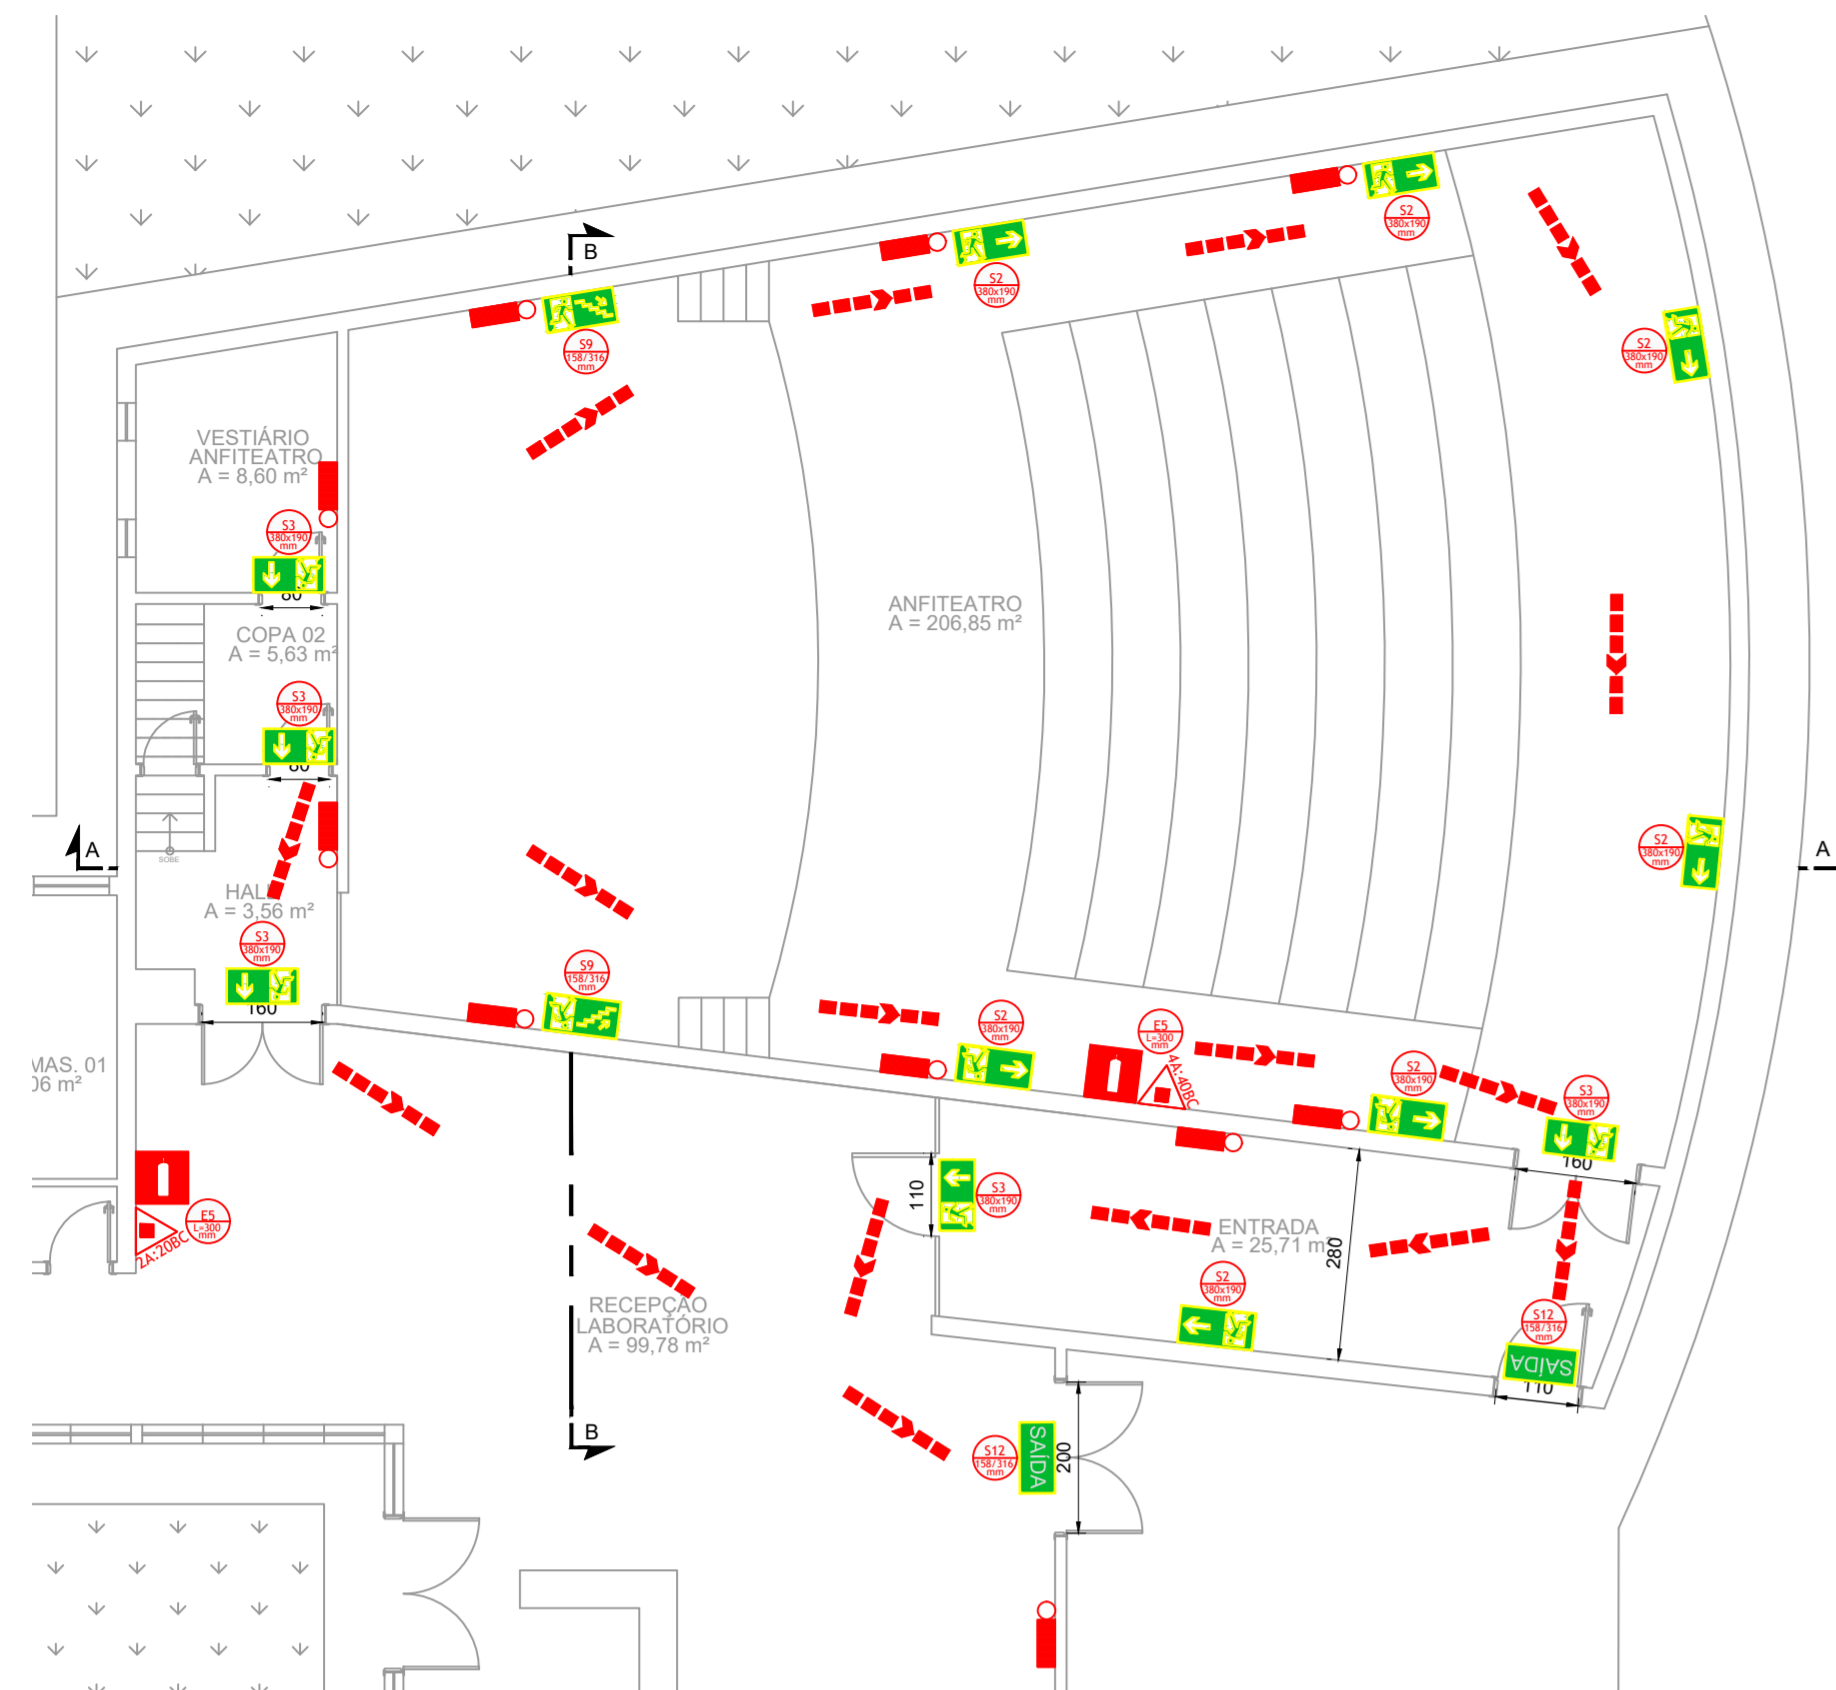 B
S2
380x190
mm
S2
380x190
mm
S9
158/316
mm
S2
380x190
mm
VESTIÁRIO
ANFITEATRO
A = 8,60 m²
S3
380x190
mm
80
COPA 02
A = 5,63 m²
ANFITEATRO
A = 206,85 m²
S3
380x190
mm
80
A
SOBE
S2
380x190
mm
A
HALL
A = 3,56 m²
S3
380x190
mm
160
S9
158/316
mm
S2
380x190
mm
E5
L=300
mm
4A:40BC
S2
380x190
mm
S3
380x190
mm
160
MAS. 01
06 m²
E5
L=300
mm
2A:20BC
110
S3
380x190
mm
ENTRADA
A = 25,71 m²
280
S2
380x190
mm
RECEPÇÃO
LABORATÓRIO
A = 99,78 m²
S12
158/316
mm
SAÍDA
110
B
S12
158/316
mm
SAÍDA
200